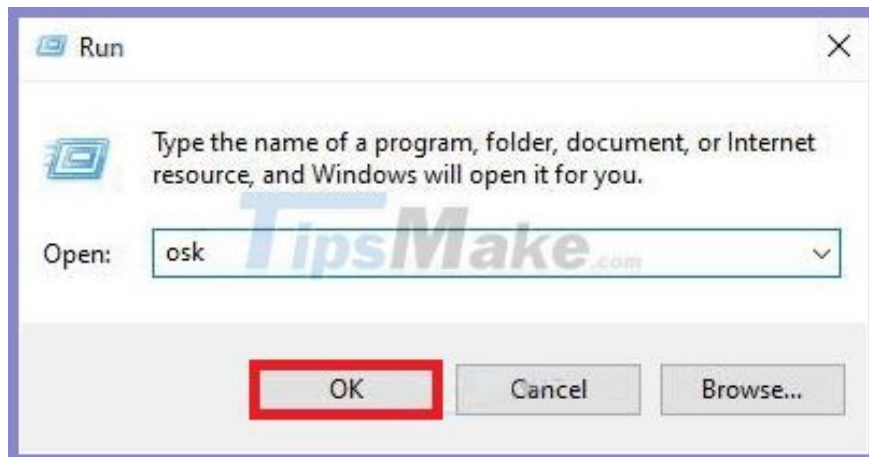 Run
Type the name of a program, folder, document, or Internet
resource, and Windows will open it for you.
TipsMake.com
Open: osk
OK Cancel Browse...